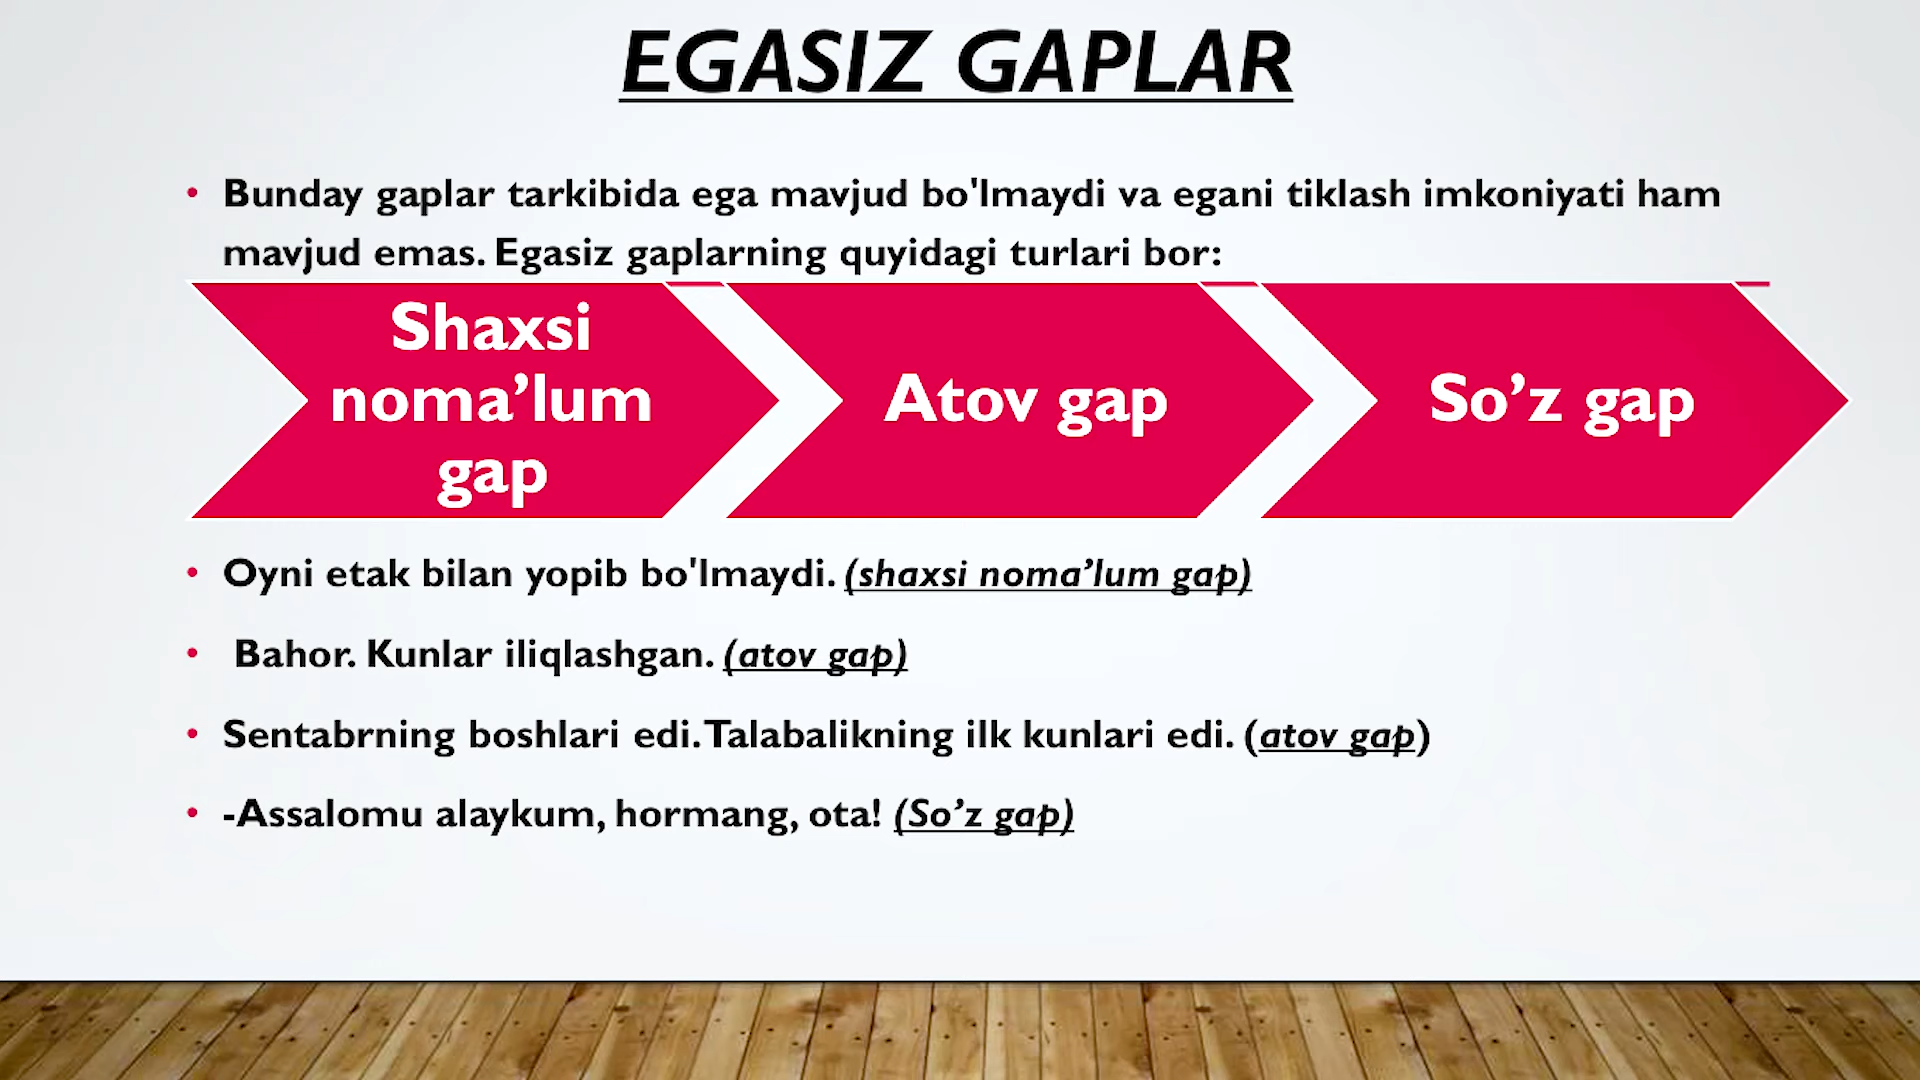 EGASIZ GAPLAR
• Bunday gaplar tarkibida ega mavjud bo'lmaydi va egani tiklash imkoniyati ham
mavjud emas. Egasiz gaplarning quyidagi turlari bor:
Shaxsi
noma’lum
gap
Atov gap
So’z gap
• Oyni etak bilan yopib bo'lmaydi. (shaxsi noma’lum gap)
• Bahor. Kunlar iliqlashgan. (atov gap)
• Sentabrning boshlari edi. Talabalikning ilk kunlari edi. (atov gap)
• -Assalomu alaykum, hormang, ota! (So’z gap)